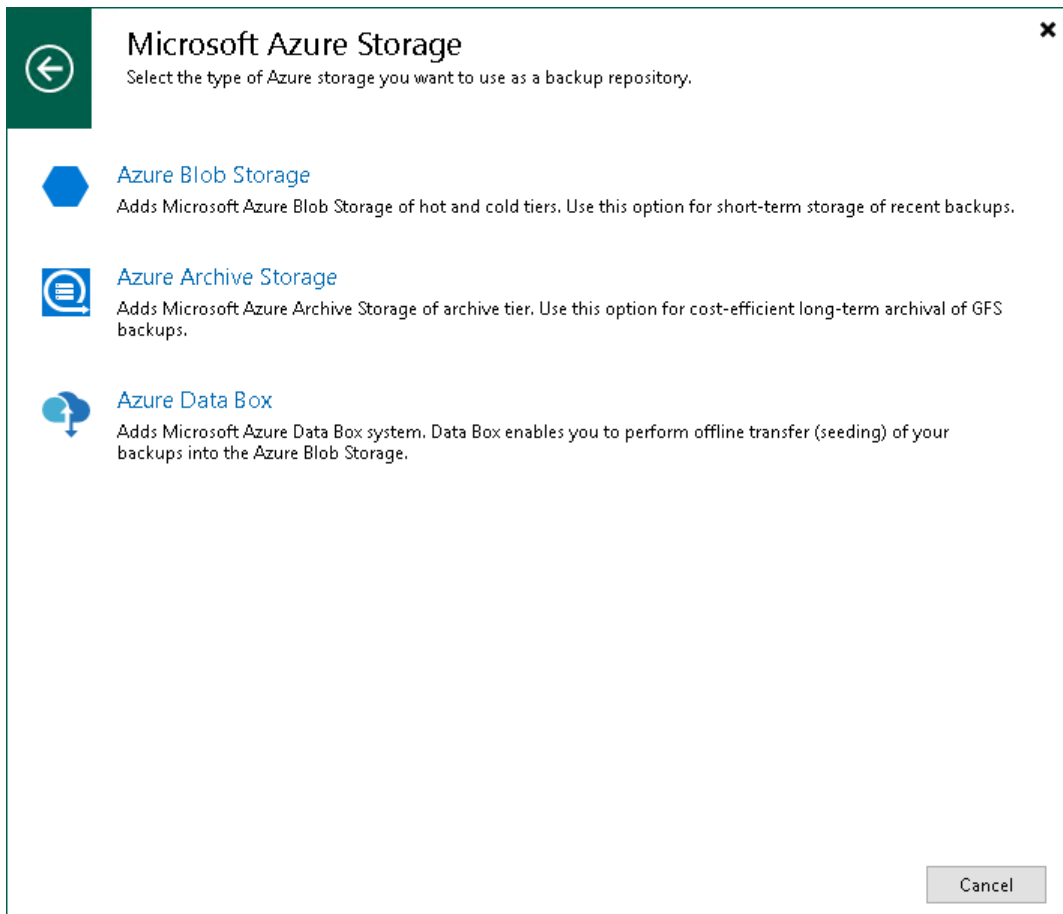 Microsoft Azure Storage
Select the type of Azure storage you want to use as a backup repository.
Azure Blob Storage
Adds Microsoft Azure Blob Storage of hot and cold tiers. Use this option for short-term storage of recent backups.
Azure Archive Storage
Adds Microsoft Azure Archive Storage of archive tier. Use this option for cost-efficient long-term archival of GFS
backups.
Azure Data Box
Adds Microsoft Azure Data Box system. Data Box enables you to perform offline transfer (seeding) of your
backups into the Azure Blob Storage.
Cancel